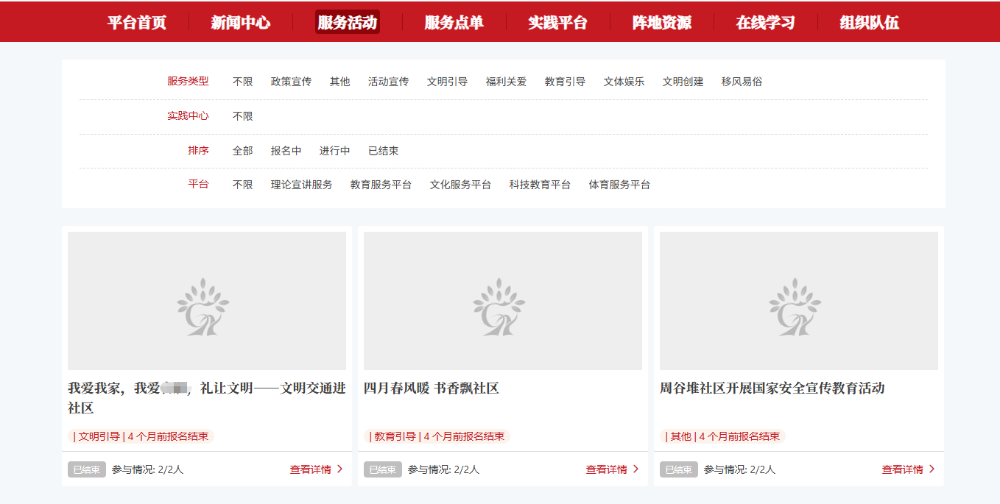 平台首页 新闻中心 服务活动 服务点单 实践平台 阵地资源 在线学习 组织队伍
服务类型 不限 政策宣传 其他 活动宣传 文明引导 福利关爱 教育引导 文体娱乐 文明创建 移风易俗
实践中心 不限
排序 全部 报名中 进行中 已结束
平台 不限 理论宣讲服务 教育服务平台 文化服务平台 科技教育平台 体育服务平台
我爱我家，我爱，礼让文明——文明交通进
社区
| 文明引导 | 4 个月前报名结束
已结束 参与情况: 2/2人 查看详情
四月春风暖 书香飘社区
| 教育引导 | 4 个月前报名结束
已结束 参与情况: 2/2人 查看详情
周谷堆社区开展国家安全宣传教育活动
| 其他 | 4 个月前报名结束
已结束 参与情况: 2/2人 查看详情